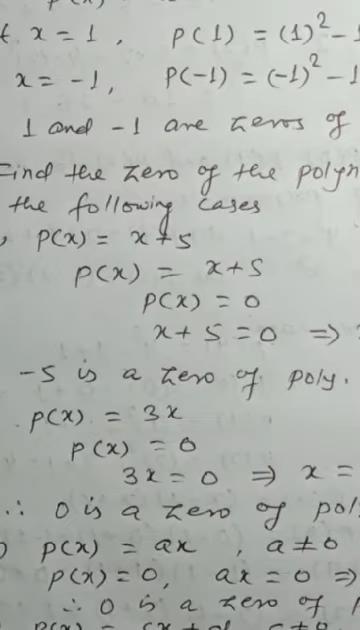 x = 1, P(1) = (1)² -
x = -1, P(-1) = (-1)² - 1
1 and -1 are zeros of
Find the zero of the
the following cases
P(x) = x + 5
P(x) = x + 5
P(x) = 0
x + 5 = 0 ⇒
-5 is a zero of poly.
P(x) = 3x
P(x) = 0
3x = 0 ⇒ x =
∴ 0 is a zero of
P(x) = ax , a ≠ 0
P(x) = 0, ax = 0 ⇒
∴ 0 is a zero of